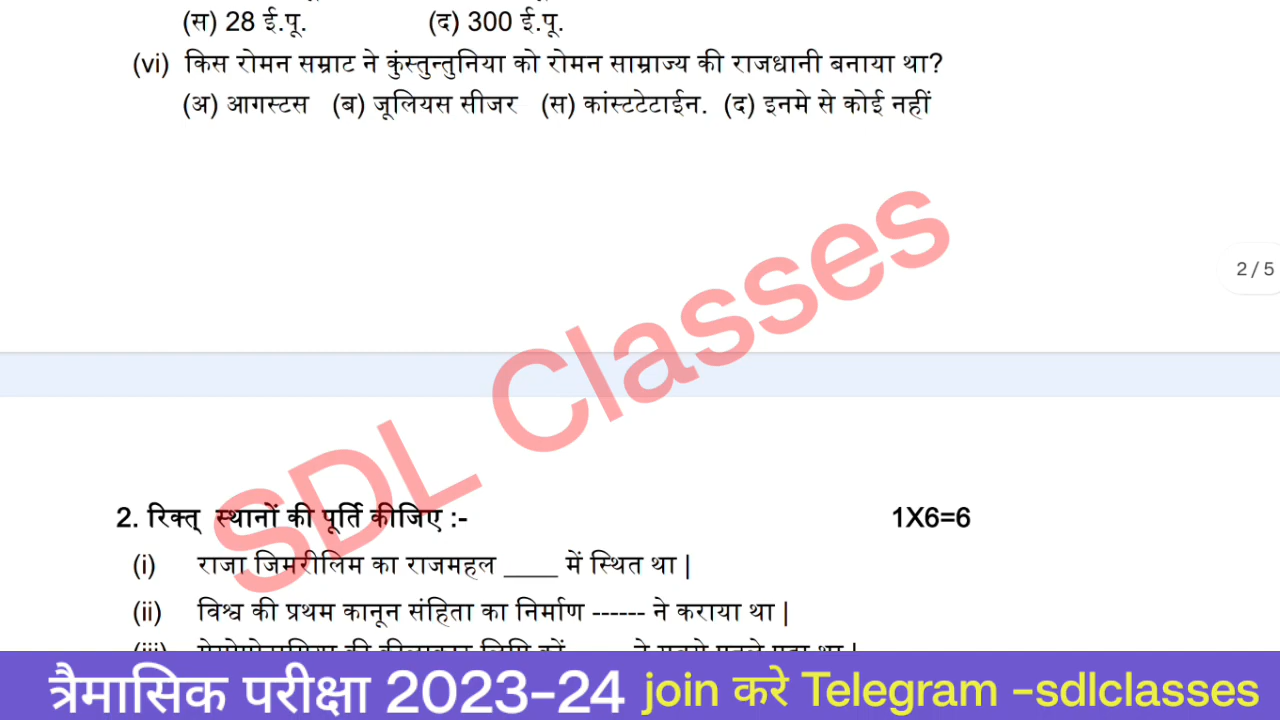 (स) 28 ई.पू. (द) 300 ई.पू.
(vi) किस रोमन सम्राट ने कुंस्तुन्तुनिया को रोमन साम्राज्य की राजधानी बनाया था?
(अ) आगस्टस (ब) जूलियस सीजर (स) कांस्टटेटाईन. (द) इनमे से कोई नहीं
SDL Classes
2 / 5
2. रिक्त् स्थानों की पूर्ति कीजिए :- 1X6=6
(i) राजा जिमरीलिम का राजमहल ____ में स्थित था |
(ii) विश्व की प्रथम कानून संहिता का निर्माण ------ ने कराया था |
त्रैमासिक परीक्षा 2023-24 join करे Telegram -sdlclasses